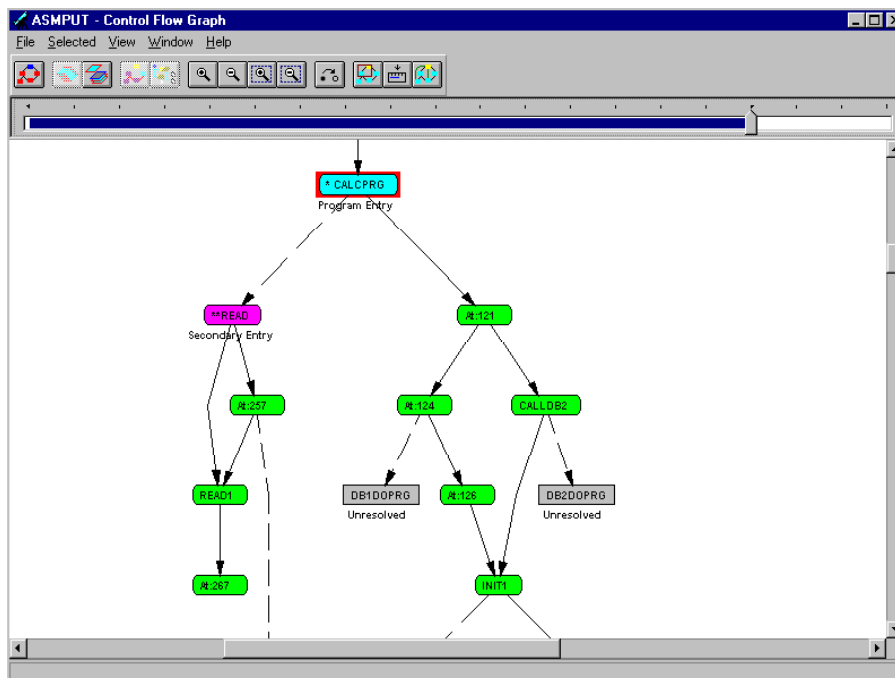 ASMPUT - Control Flow Graph
File Selected View Window Help
* CALCPRG
Program Entry
**READ
Secondary Entry
At:121
At:257
At:124
CALLDB2
READ1
DB1DOPRG
Unresolved
At:126
DB2DOPRG
Unresolved
At:267
INIT1